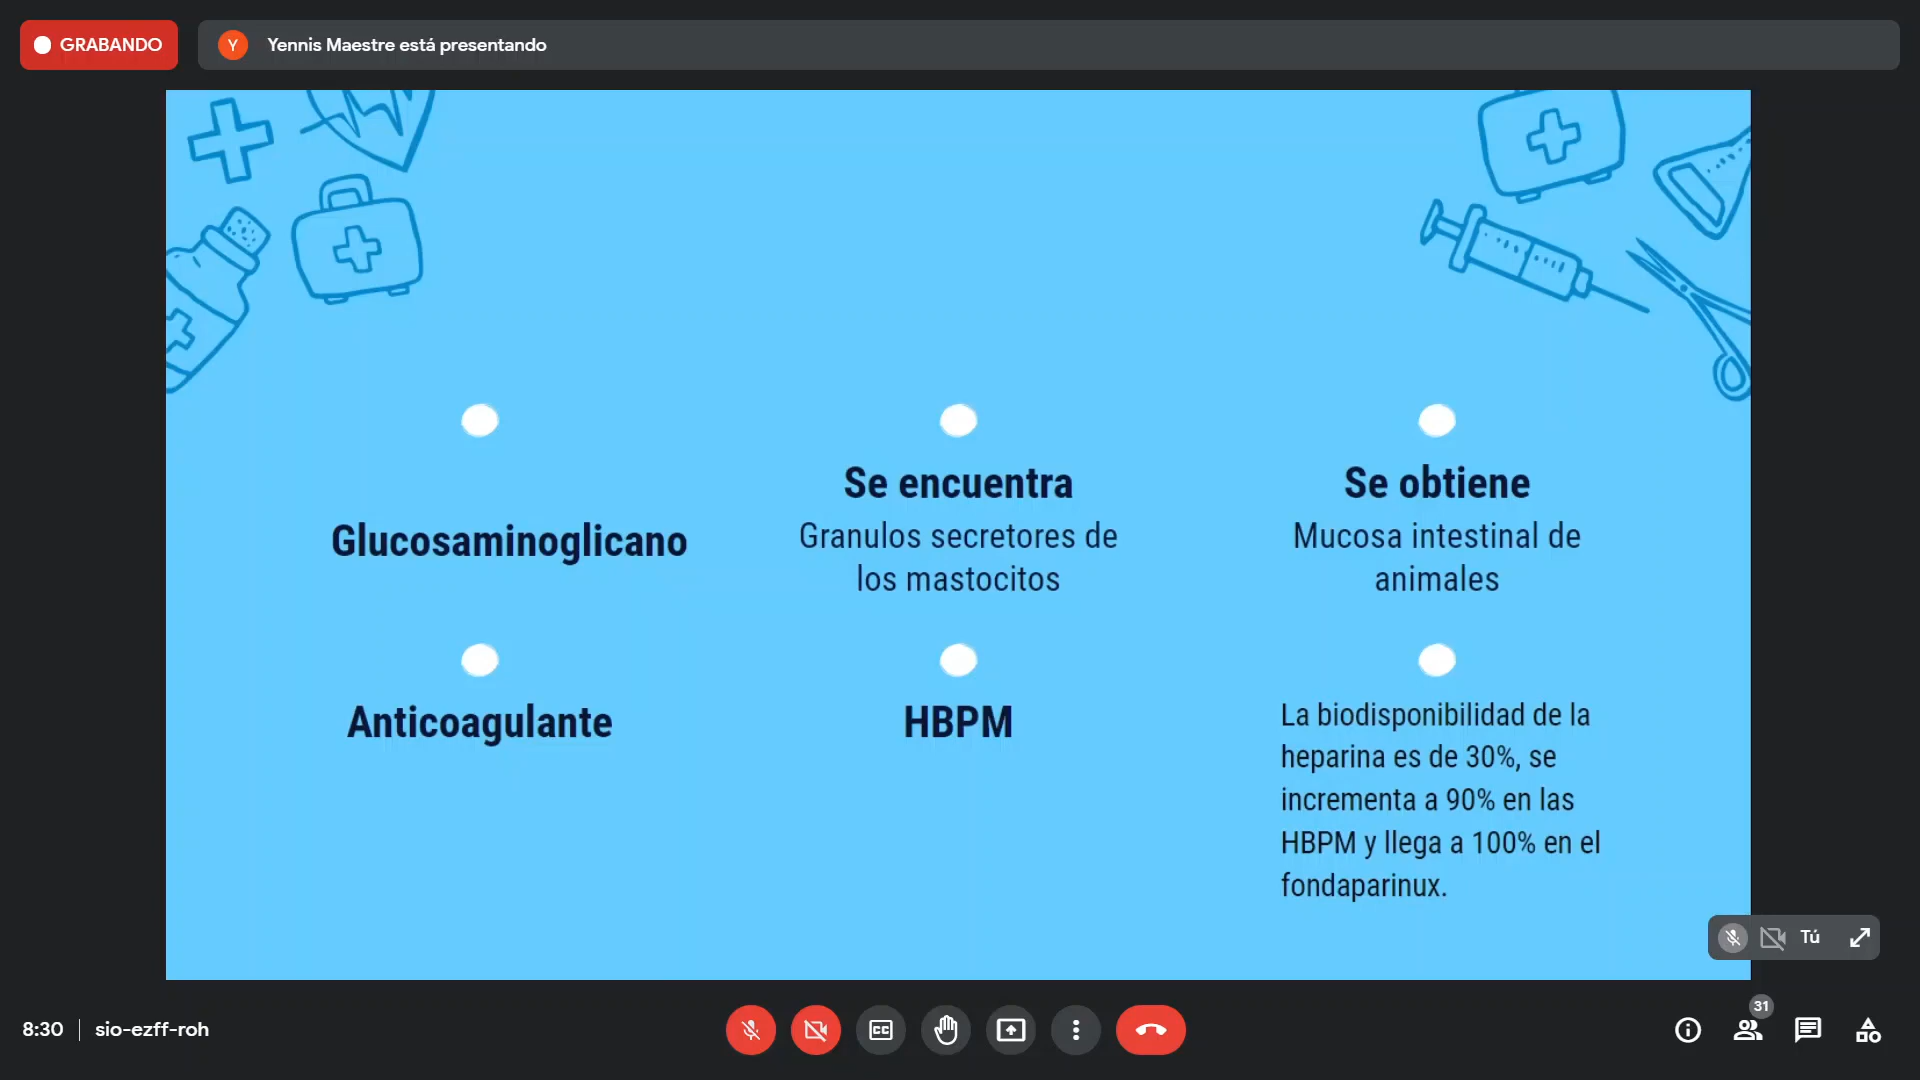 GRABANDO
Y
Yennis Maestre está presentando
Glucosaminoglicano
Se encuentra
Granulos secretores de
los mastocitos
Se obtiene
Mucosa intestinal de
animales
Anticoagulante
HBPM
La biodisponibilidad de la
heparina es de 30%, se
incrementa a 90% en las
HBPM y llega a 100% en el
fondaparinux.
Tú
8:30
sio-ezff-roh
CC
31